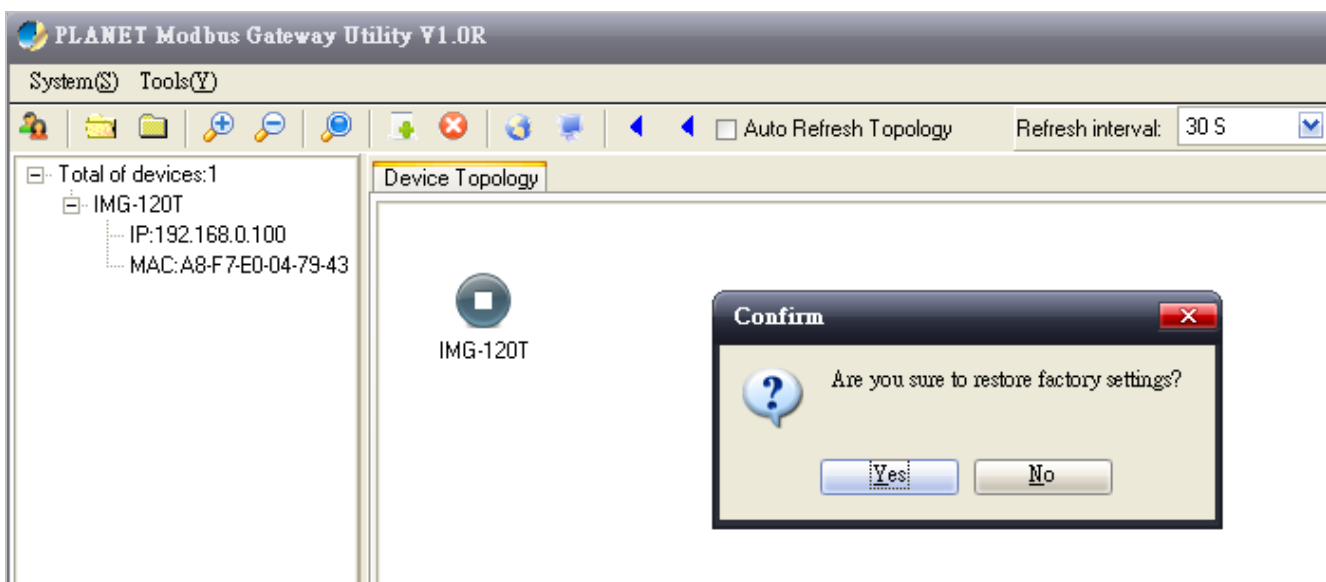 PLANET Modbus Gateway Utility V1.0R
System(S) Tools(Y)
Auto Refresh Topology Refresh interval: 30 S
Total of devices:1
IMG-120T
IP:192.168.0.100
MAC:A8-F7-E0-04-79-43
Device Topology
IMG-120T
Confirm
Are you sure to restore factory settings?
Yes No